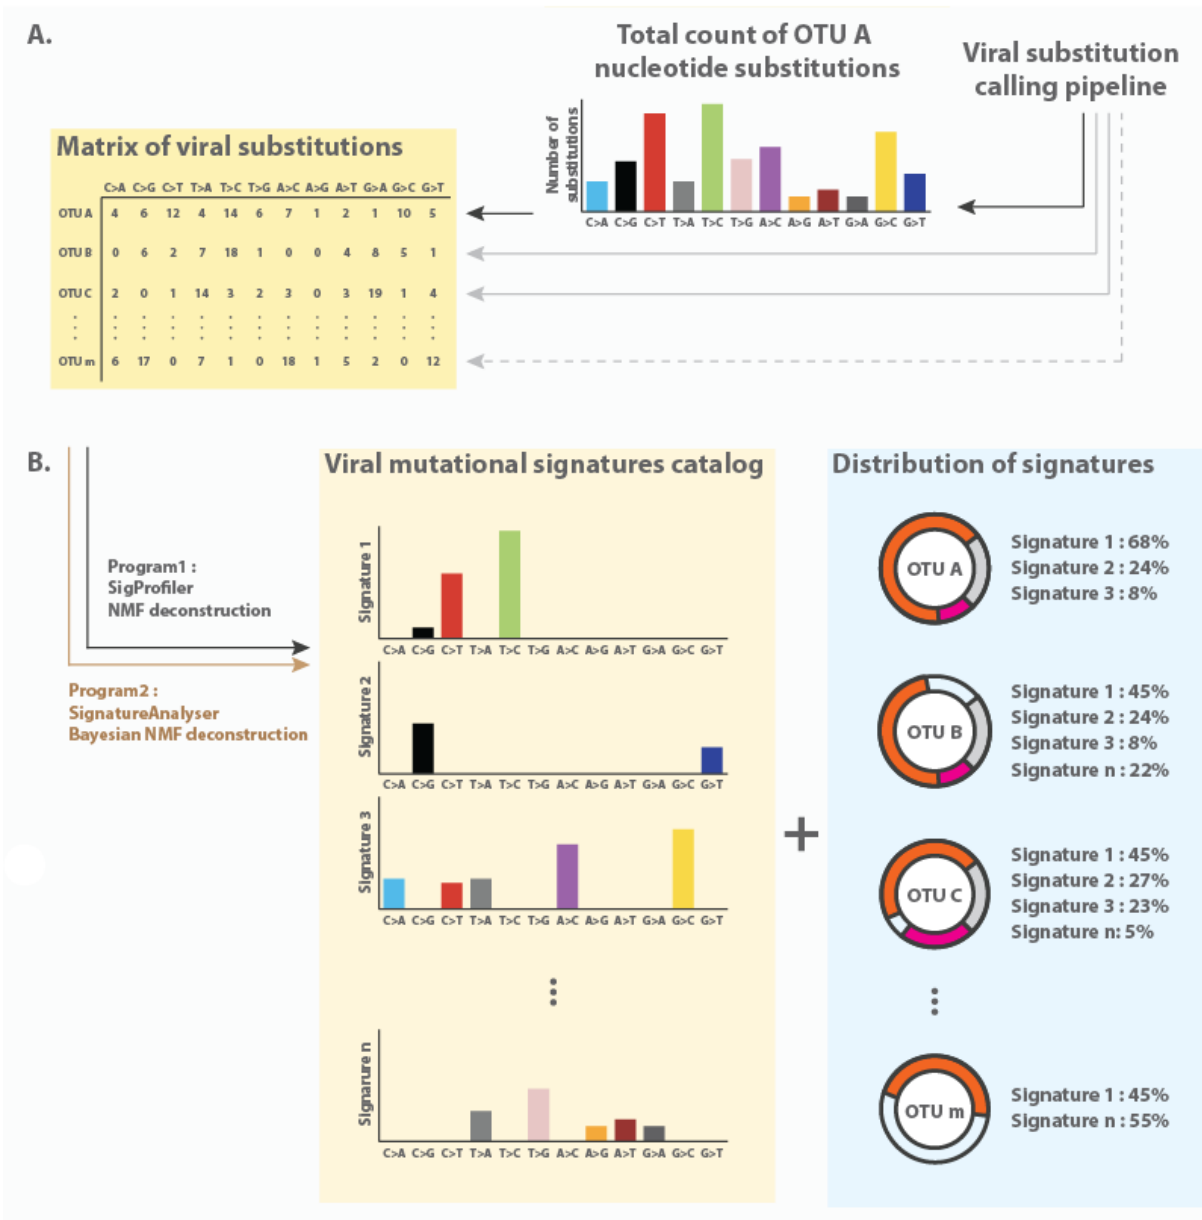 A.
Total count of OTU A
nucleotide substitutions
Viral substitution
calling pipeline
Number of
substitutions
C>A C>G C>T T>A T>C T>G A>C A>G A>T G>A G>C G>T
Matrix of viral substitutions
C>A C>G C>T T>A T>C T>G A>C A>G A>T G>A G>C G>T
OTU A 4 6 12 4 14 6 7 1 2 1 10 5
OTU B 0 6 2 7 18 1 0 0 4 8 5 1
OTU C 2 0 1 14 3 2 3 0 3 19 1 4
OTU m 6 17 0 7 1 0 18 1 5 2 0 12
B.
Program1 :
SigProfiler
NMF deconstruction
Program2 :
SignatureAnalyser
Bayesian NMF deconstruction
Viral mutational signatures catalog
Signature 1
C>A C>G C>T T>A T>C T>G A>C A>G A>T G>A G>C G>T
Signature 2
C>A C>G C>T T>A T>C T>G A>C A>G A>T G>A G>C G>T
Signature 3
C>A C>G C>T T>A T>C T>G A>C A>G A>T G>A G>C G>T
Signarure n
C>A C>G C>T T>A T>C T>G A>C A>G A>T G>A G>C G>T
+
Distribution of signatures
OTU A
Signature 1 : 68%
Signature 2 : 24%
Signature 3 : 8%
OTU B
Signature 1 : 45%
Signature 2 : 24%
Signature 3 : 8%
Signature n : 22%
OTU C
Signature 1 : 45%
Signature 2 : 27%
Signature 3 : 23%
Signature n: 5%
OTU m
Signature 1 : 45%
Signature n : 55%